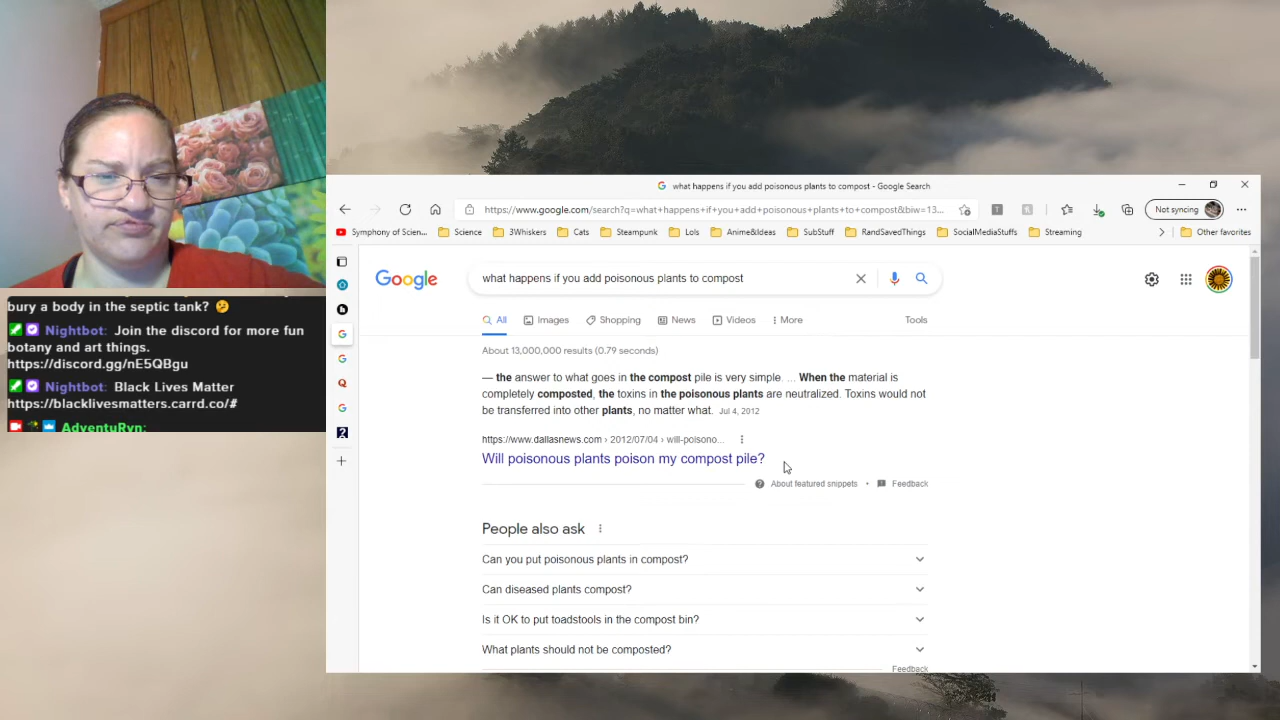 bury a body in the septic tank? 🤔
Nightbot: Join the discord for more fun
botany and art things.
https://discord.gg/nE5QBgu
Nightbot: Black Lives Matter
https://blacklivesmatters.carrd.co/#
AdventuRyn:
what happens if you add poisonous plants to compost - Google Search
https://www.google.com/search?q=what+happens+if+you+add+poisonous+plants+to+compost&biw=13...
Not syncing
Symphony of Scien...
Science
3Whiskers
Cats
Steampunk
Lols
Anime&Ideas
SubStuff
RandSavedThings
SocialMediaStuffs
Streaming
Other favorites
Google
what happens if you add poisonous plants to compost
All
Images
Shopping
News
Videos
More
Tools
About 13,000,000 results (0.79 seconds)
— the answer to what goes in the compost pile is very simple. ... When the material is
completely composted, the toxins in the poisonous plants are neutralized. Toxins would not
be transferred into other plants, no matter what. Jul 4, 2012
https://www.dallasnews.com › 2012/07/04 › will-poisono...
Will poisonous plants poison my compost pile?
About featured snippets
Feedback
People also ask
Can you put poisonous plants in compost?
Can diseased plants compost?
Is it OK to put toadstools in the compost bin?
What plants should not be composted?
Feedback